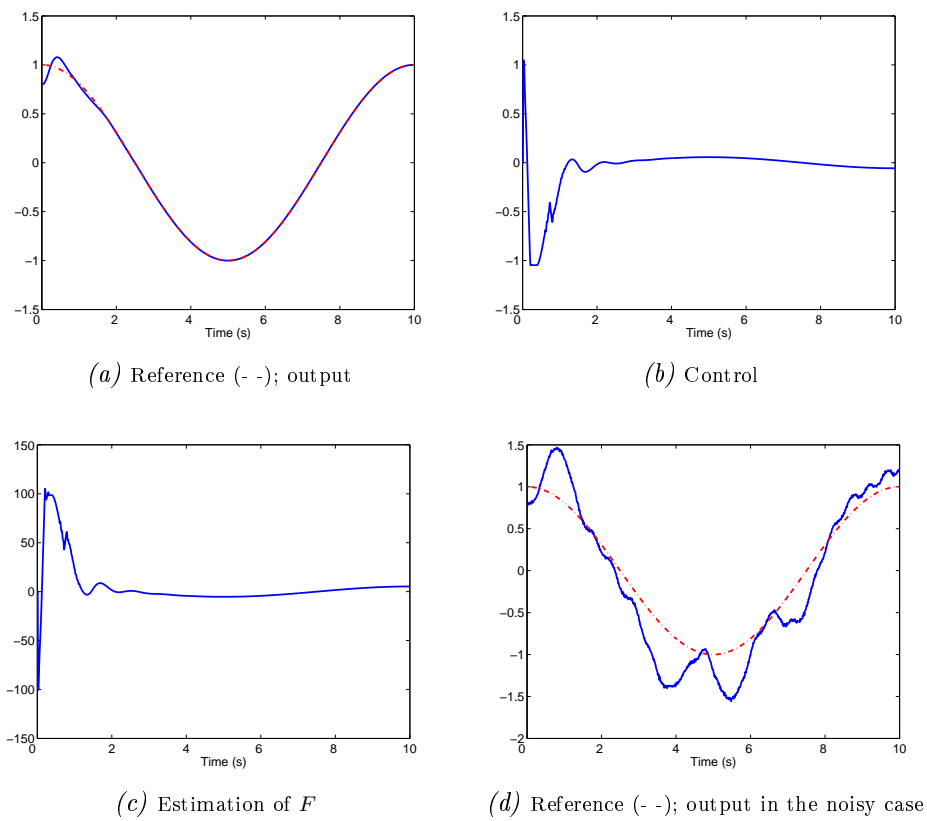 1.5
1
0.5
0
−0.5
−1
−1.5
0 2 4 6 8 10
Time (s)
(a) Reference (- -); output
1.5
1
0.5
0
−0.5
−1
−1.5
0 2 4 6 8 10
Time (s)
(b) Control
150
100
50
0
−50
−100
−150
0 2 4 6 8 10
Time (s)
(c) Estimation of F
1.5
1
0.5
0
−0.5
−1
−1.5
−2
0 2 4 6 8 10
Time (s)
(d) Reference (- -); output in the noisy case